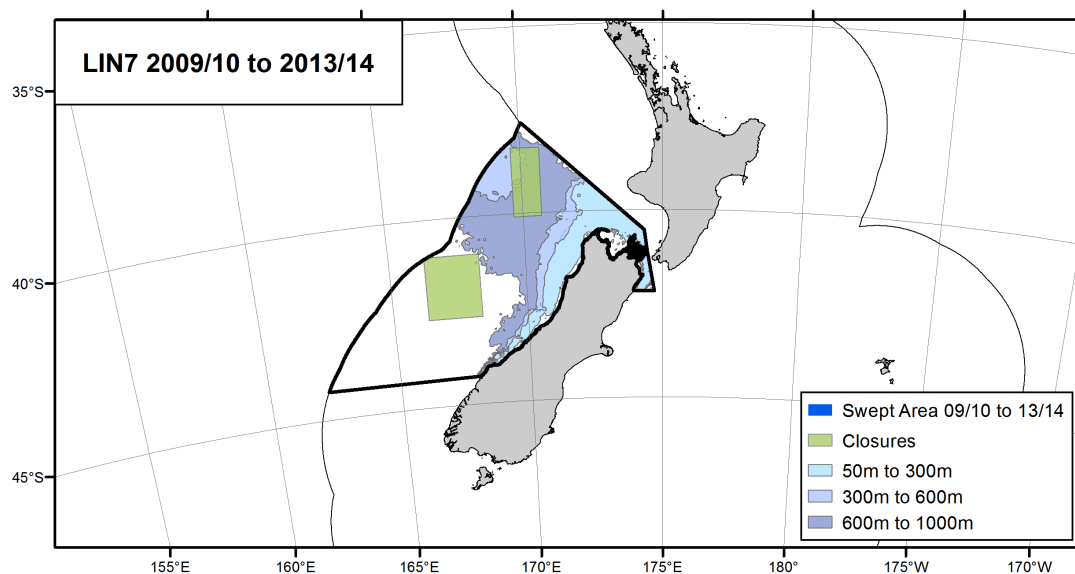 LIN7 2009/10 to 2013/14
35°S
40°S
45°S
Swept Area 09/10 to 13/14
Closures
50m to 300m
300m to 600m
600m to 1000m
155°E
160°E
165°E
170°E
175°E
180°
175°W
170°W